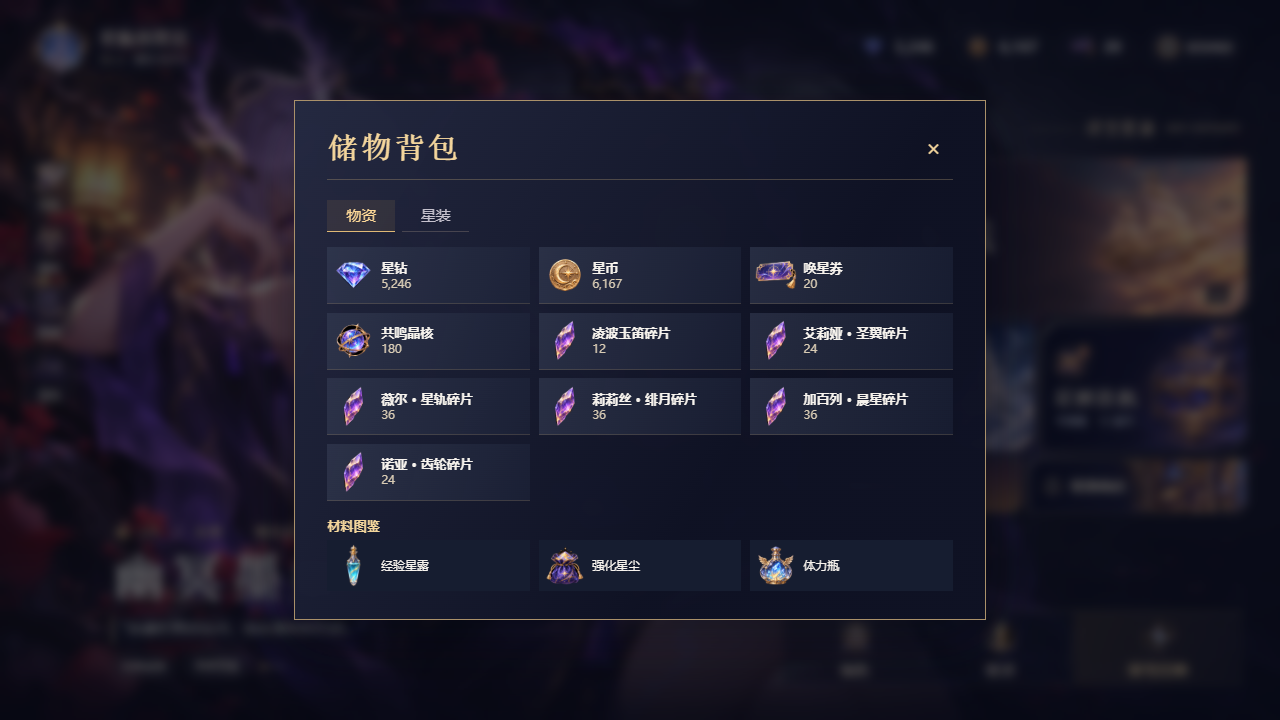 储物背包
×
物资
星装
星钻
5,246
星币
6,167
唤星券
20
共鸣晶核
180
凌波玉笛碎片
12
艾莉娅•圣翼碎片
24
薇尔•星轨碎片
36
莉莉丝•绯月碎片
36
加百列•晨星碎片
36
诺亚•齿轮碎片
24
材料图鉴
经验星露
强化星尘
体力瓶